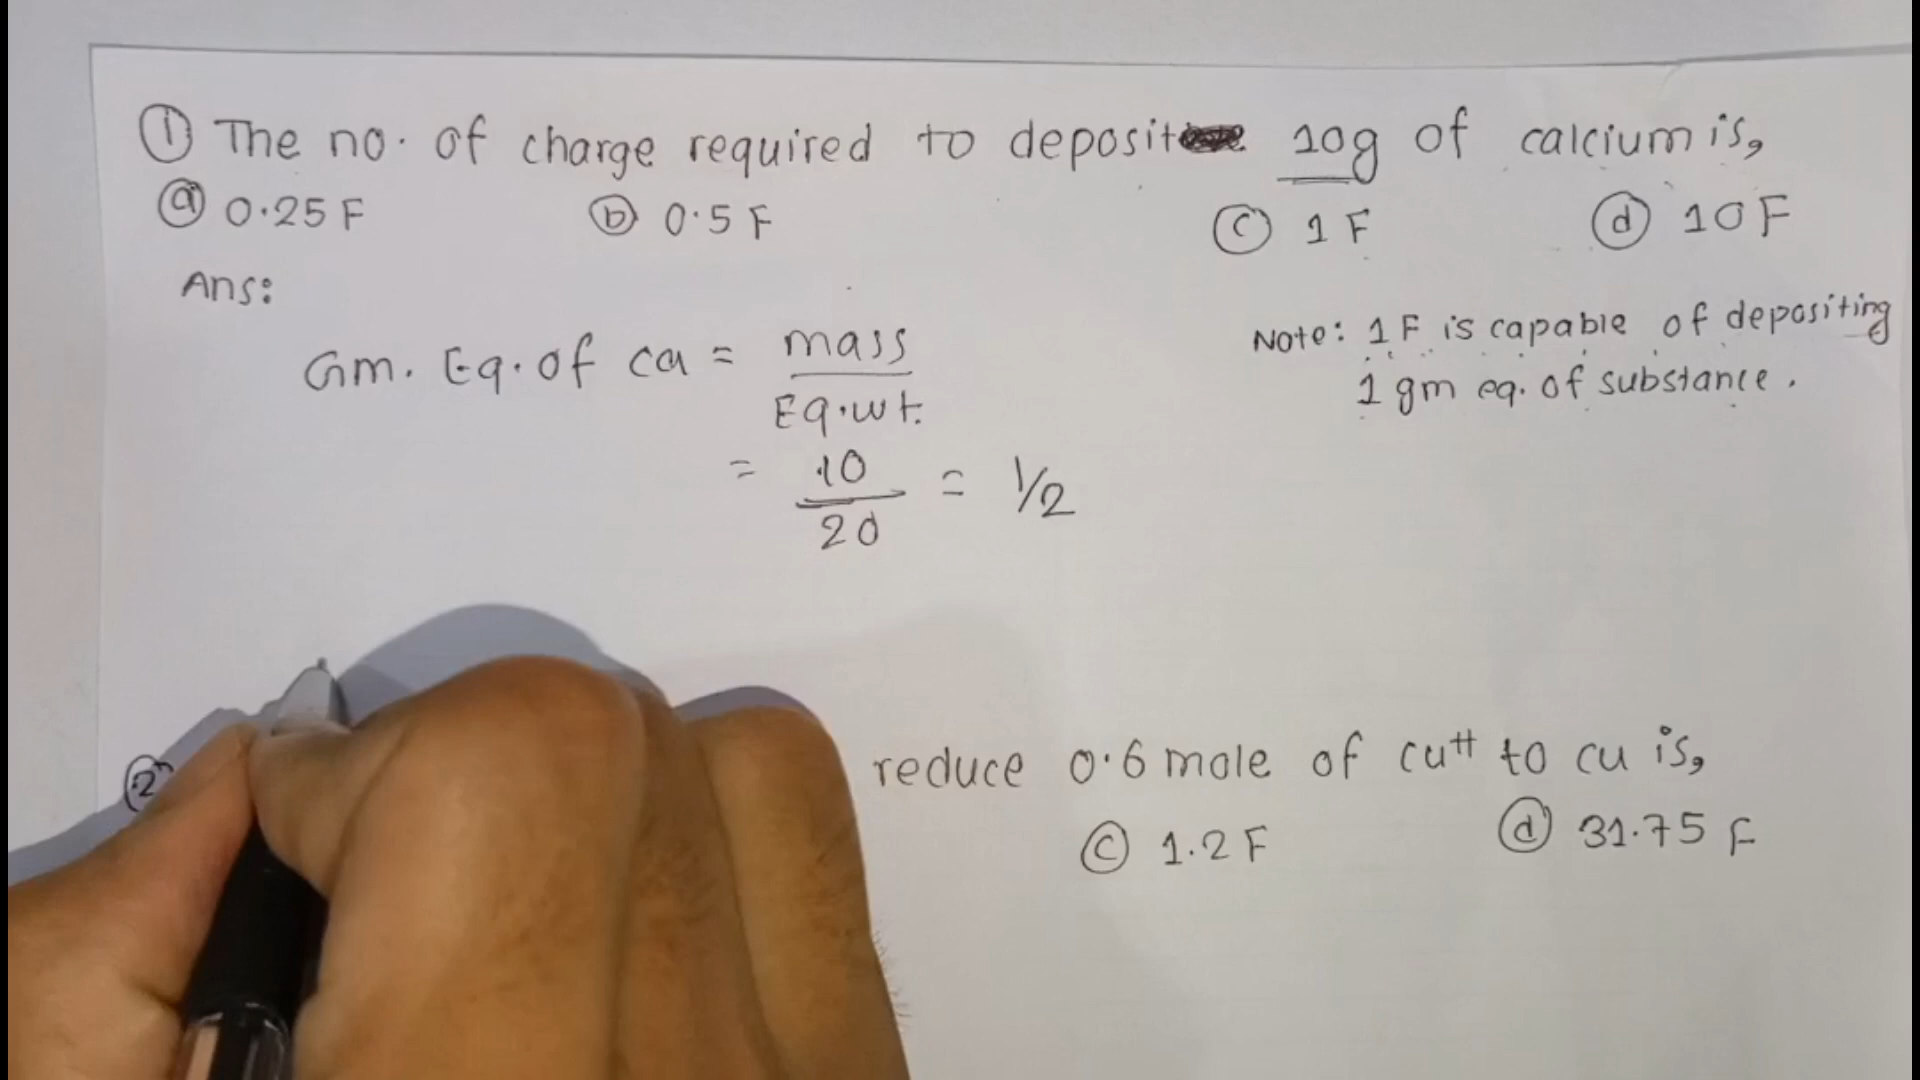 ① The no. of charge required to deposit 10g of calcium is,
ⓐ 0.25 F ⓑ 0.5 F ⓒ 1 F ⓓ 10 F
Ans:
Note: 1 F is capable of depositing
1 gm eq. of substance.
Gm. Eq. of ca = mass
Eq.wt.
= 10
20
= 1/2
② reduce 0.6 mole of cu++ to cu is,
ⓒ 1.2 F ⓓ 31.75 F